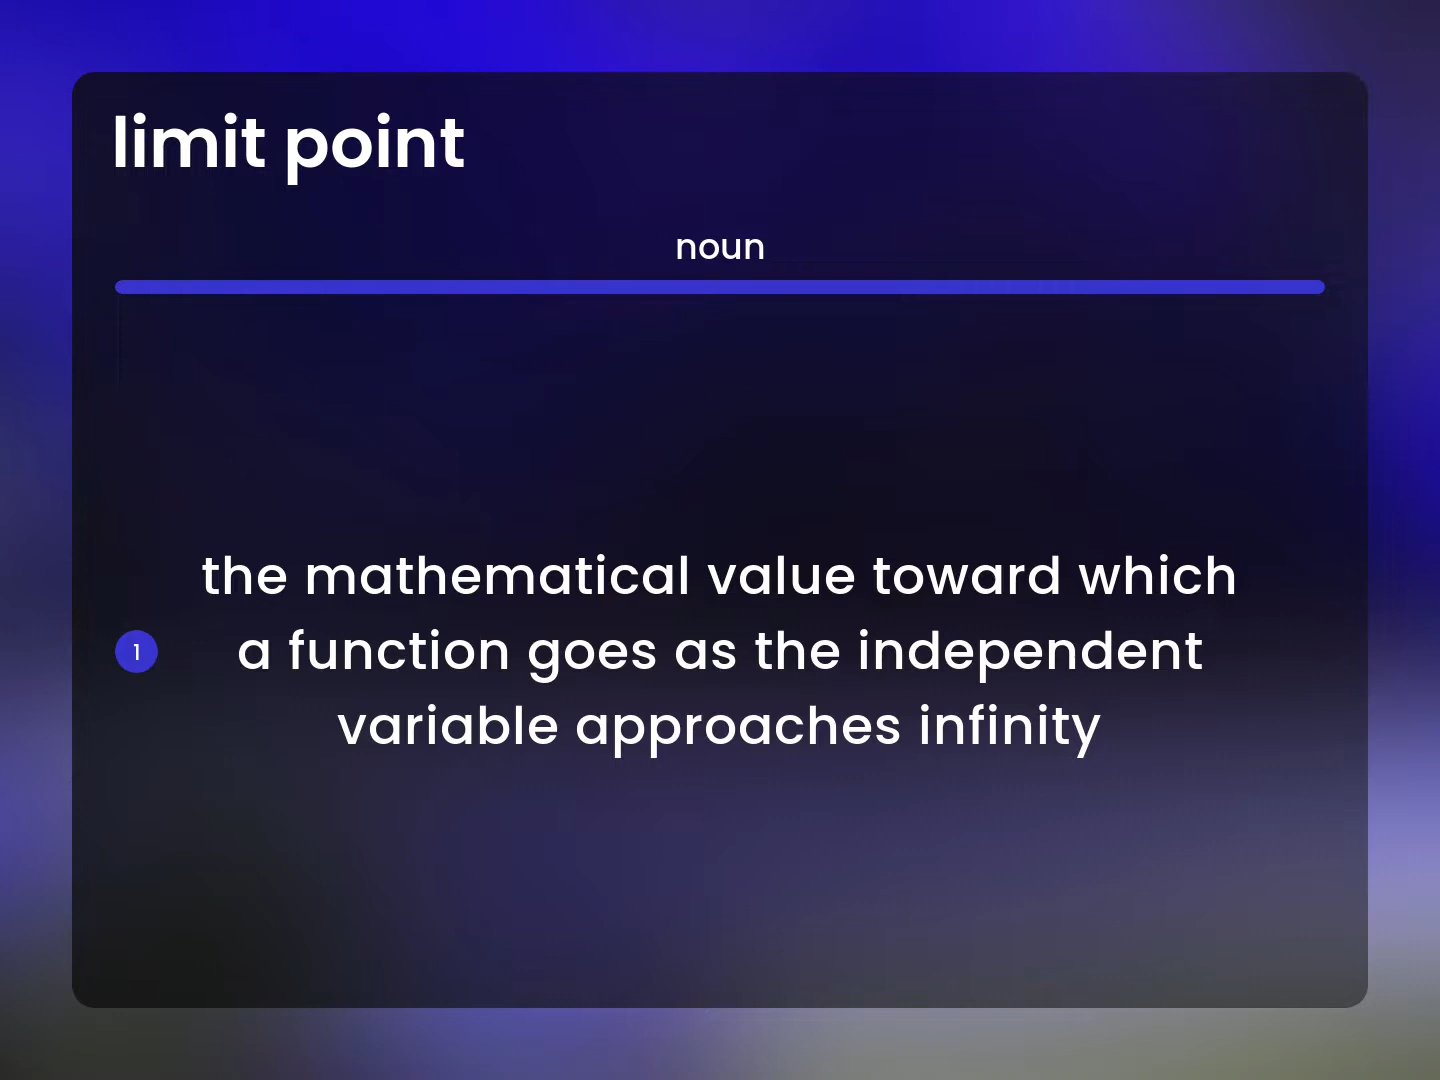 limit point
noun
the mathematical value toward which
1 a function goes as the independent
variable approaches infinity